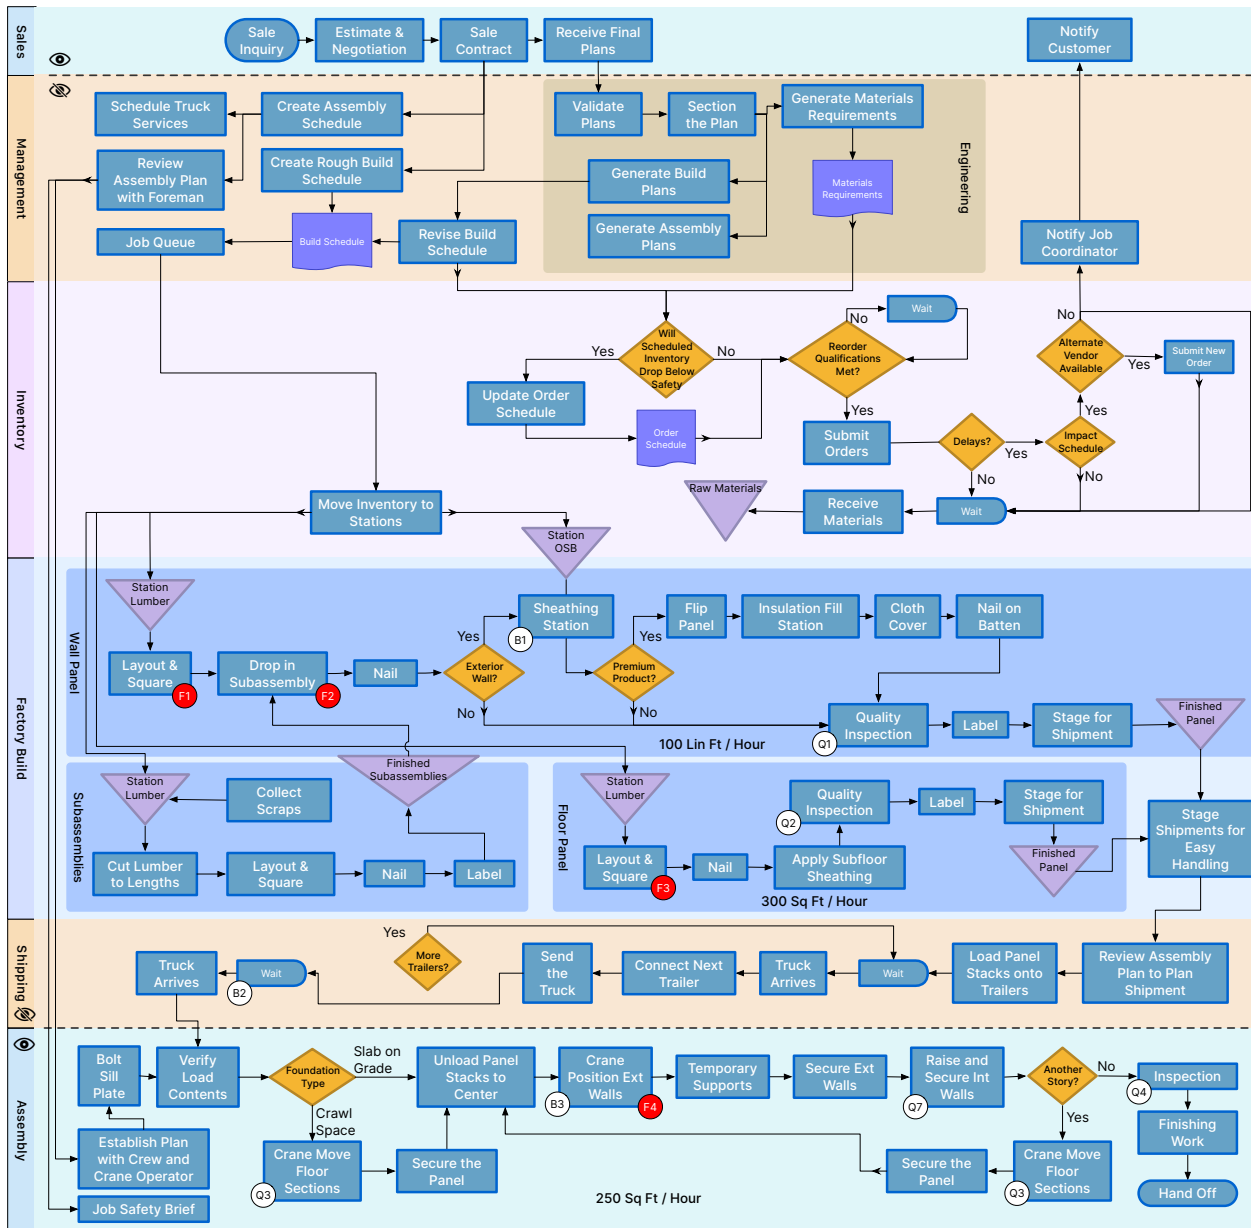 Sales
Sale
Inquiry
Estimate &
Negotiation
Sale
Contract
Receive Final
Plans
Notify
Customer
Management
Schedule Truck
Services
Create Assembly
Schedule
Validate
Plans
Section
the Plan
Generate Materials
Requirements
Review
Assembly Plan
with Foreman
Create Rough Build
Schedule
Generate Build
Plans
Materials
Requirements
Engineering
Job Queue
Build Schedule
Revise Build
Schedule
Generate Assembly
Plans
Notify Job
Coordinator
Inventory
Will
Scheduled
Inventory
Drop Below
Safety
Yes
No
Reorder
Qualifications
Met?
No
Wait
Yes
Alternate
Vendor
Available
No
Yes
Submit New
Order
Update Order
Schedule
Order
Schedule
Submit
Orders
Delays?
Yes
No
Impact
Schedule
Yes
No
Move Inventory to
Stations
Raw Materials
Receive
Materials
Wait
Station
OSB
Factory Build
Wall Panel
Station
Lumber
Sheathing
Station
B1
Flip
Panel
Insulation Fill
Station
Cloth
Cover
Nail on
Batten
Layout &
Square
F1
Drop in
Subassembly
F2
Nail
Exterior
Wall?
Yes
No
Premium
Product?
Yes
No
Quality
Inspection
Q1
Label
Stage for
Shipment
Finished
Panel
100 Lin Ft / Hour
Subassemblies
Station
Lumber
Collect
Scraps
Finished
Subassemblies
Cut Lumber
to Lengths
Layout &
Square
Nail
Label
Floor Panel
Station
Lumber
Quality
Inspection
Q2
Label
Stage for
Shipment
Layout &
Square
F3
Nail
Apply Subfloor
Sheathing
Finished
Panel
300 Sq Ft / Hour
Stage
Shipments for
Easy
Handling
Shipping
Truck
Arrives
Wait
B2
Yes
More
Trailers?
Send
the
Truck
Connect Next
Trailer
Truck
Arrives
Wait
Load Panel
Stacks onto
Trailers
Review Assembly
Plan to Plan
Shipment
Assembly
Bolt
Sill
Plate
Verify
Load
Contents
Foundation
Type
Slab on
Grade
Crawl
Space
Unload Panel
Stacks to
Center
Crane
Position Ext
Walls
B3
F4
Temporary
Supports
Secure Ext
Walls
Raise and
Secure Int
Walls
Q7
Another
Story?
No
Yes
Inspection
Q4
Finishing
Work
Hand Off
Establish Plan
with Crew and
Crane Operator
Crane Move
Floor
Sections
Q3
Secure the
Panel
Secure the
Panel
Crane Move
Floor
Sections
Q3
Job Safety Brief
250 Sq Ft / Hour